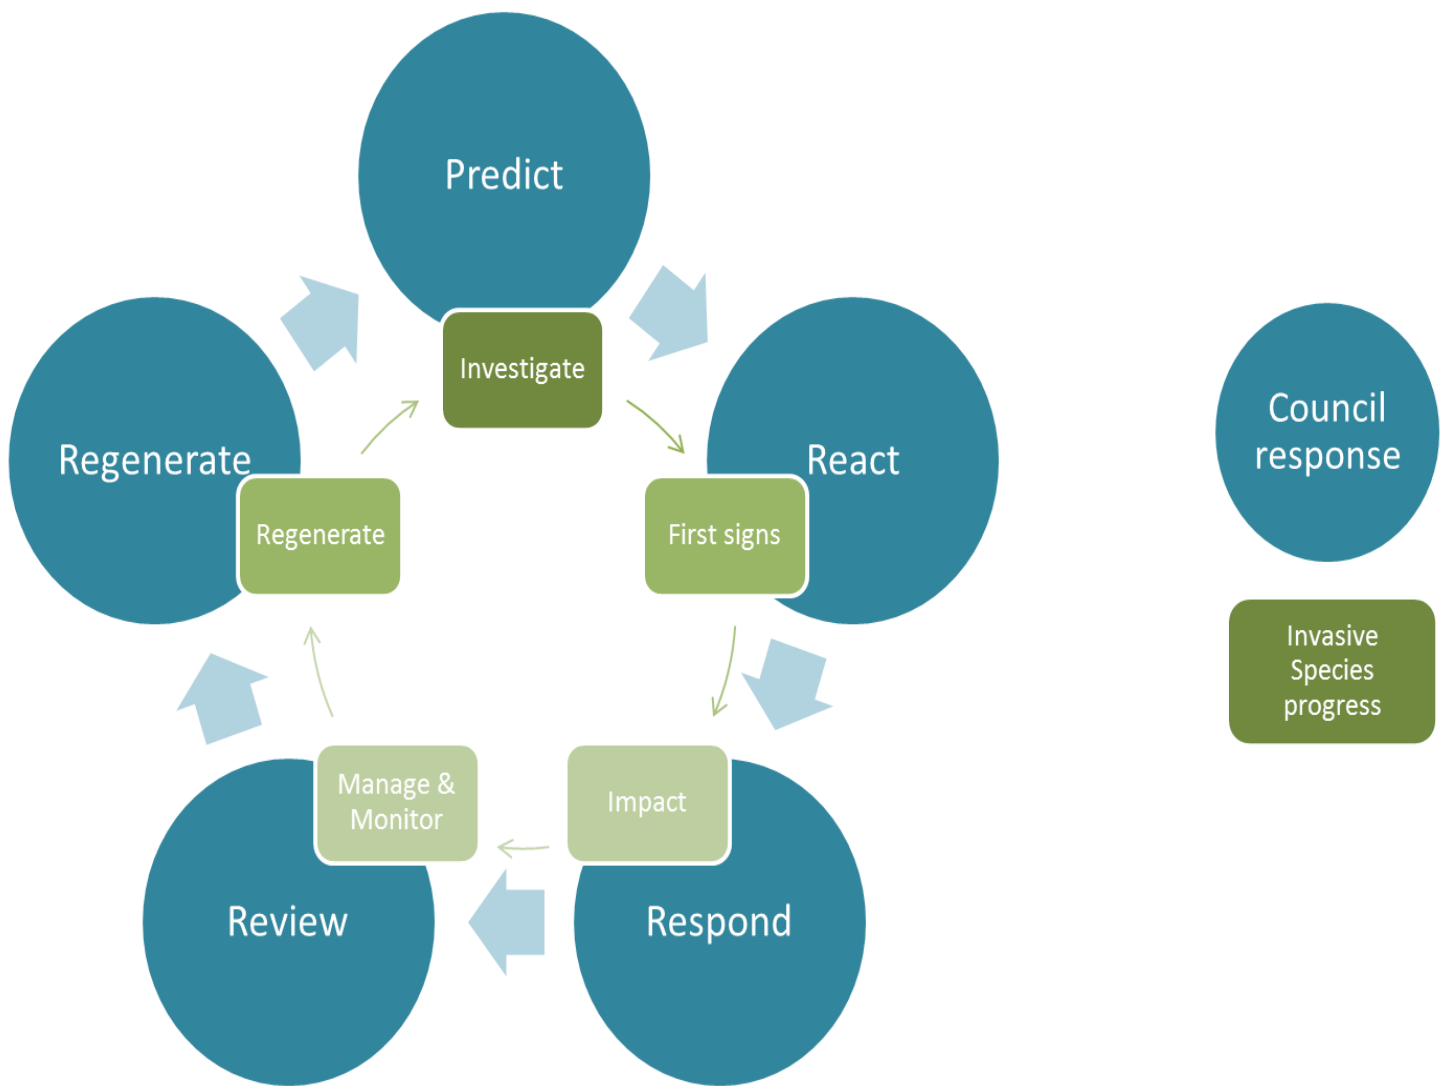 Predict
Investigate
React
First signs
Respond
Impact
Review
Manage &
Monitor
Regenerate
Regenerate
Council
response
Invasive
Species
progress